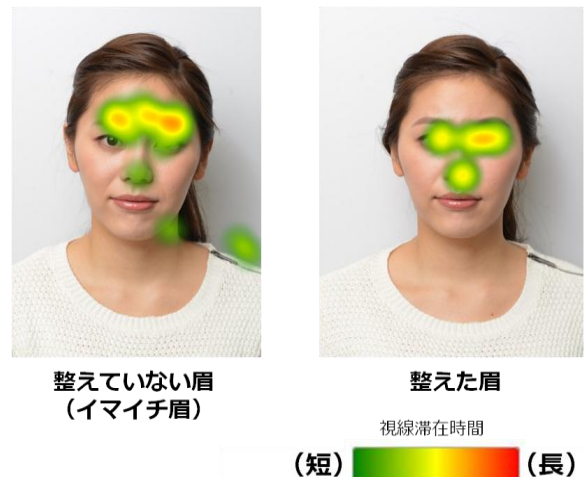 整えていない眉
(イマイチ眉)
整えた眉
視線滞在時間
(短)
(長)